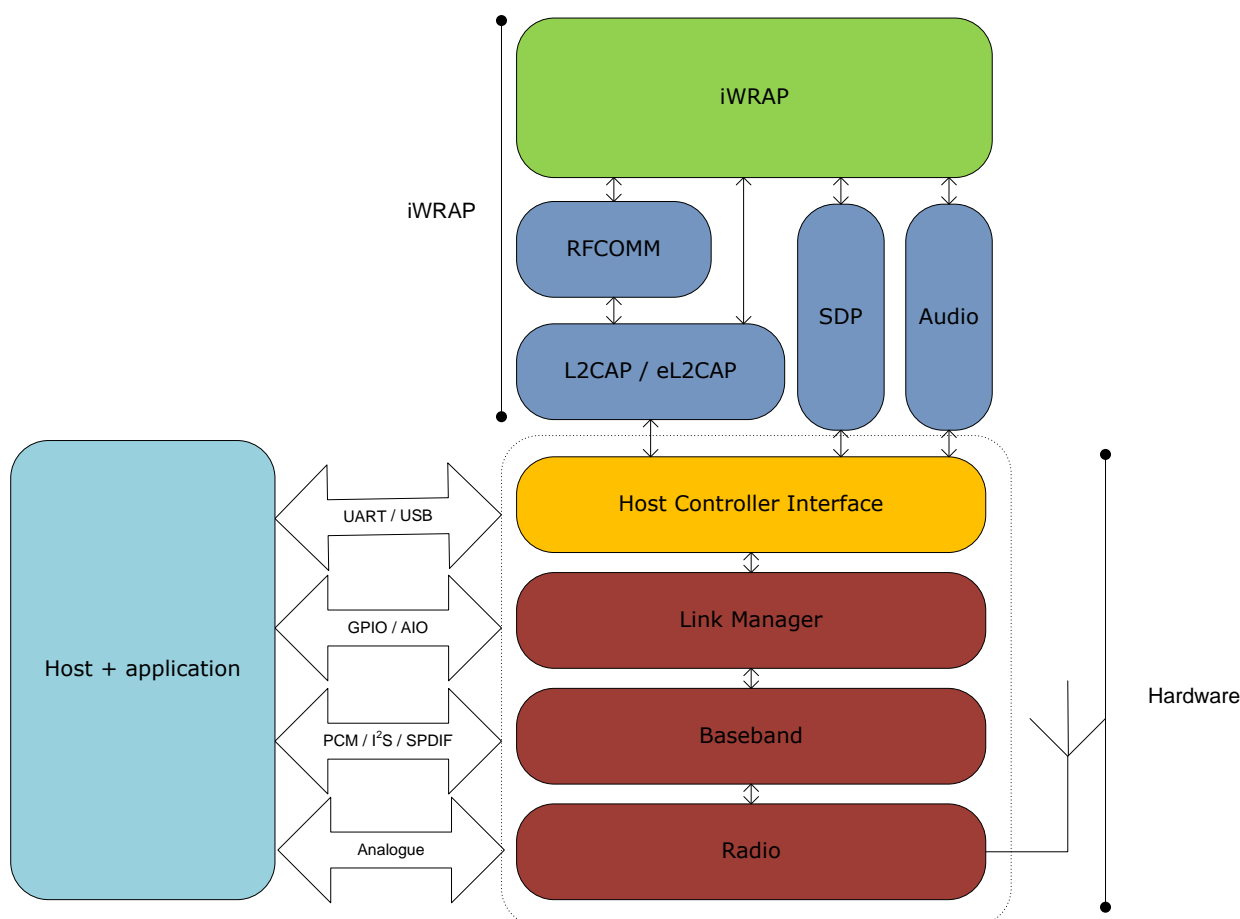 iWRAP
iWRAP
RFCOMM
SDP
Audio
L2CAP / eL2CAP
Host Controller Interface
UART / USB
Link Manager
GPIO / AIO
Host + application
Hardware
Baseband
PCM / I²S / SPDIF
Radio
Analogue